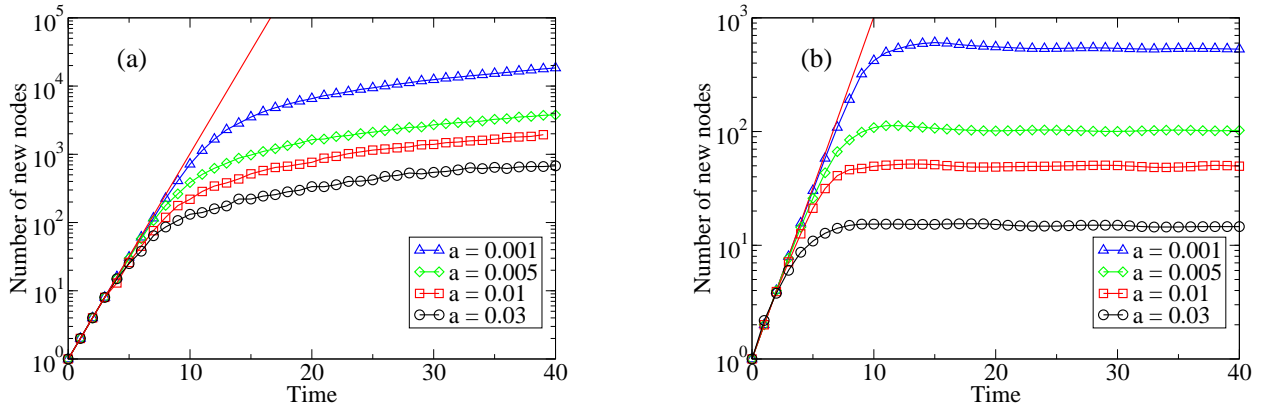 (a)
Number of new nodes
10^5
10^4
10^3
10^2
10^1
10^0
0 10 20 30 40
Time
a = 0.001
a = 0.005
a = 0.01
a = 0.03
(b)
Number of new nodes
10^3
10^2
10^1
10^0
0 10 20 30 40
Time
a = 0.001
a = 0.005
a = 0.01
a = 0.03